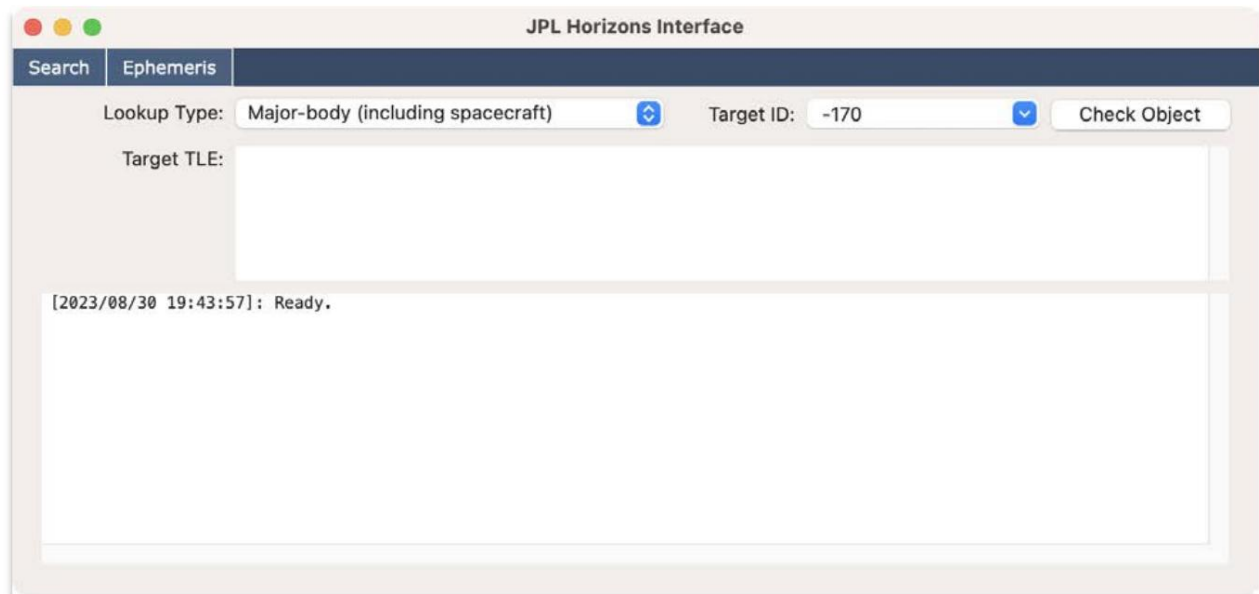 JPL Horizons Interface
Search Ephemeris
Lookup Type: Major-body (including spacecraft) Target ID: -170 Check Object
Target TLE:
[2023/08/30 19:43:57]: Ready.